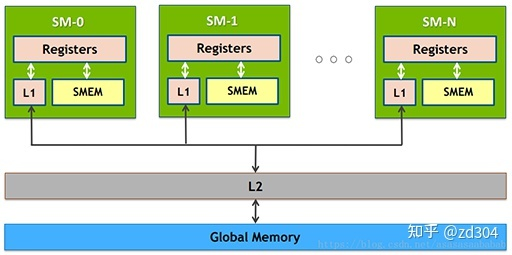 SM-0
Registers
L1
SMEM
SM-1
Registers
L1
SMEM
SM-N
Registers
L1
SMEM
L2
Global Memory
知乎 @zd304